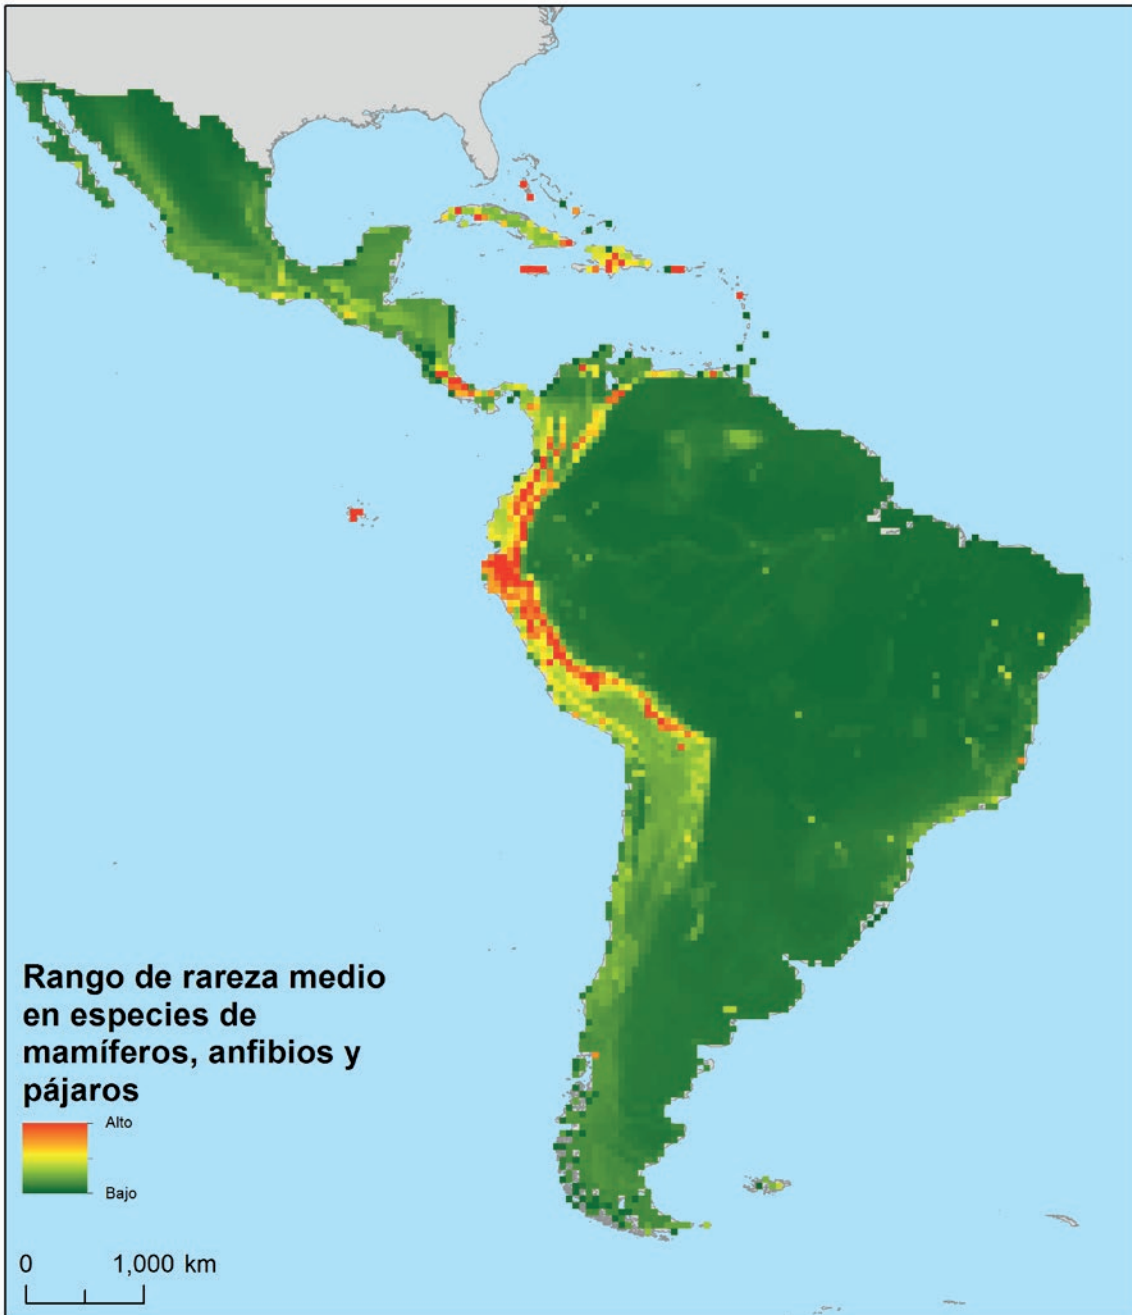 Rango de rareza medio
en especies de
mamíferos, anfibios y
pájaros
Alto
Bajo
0 1,000 km